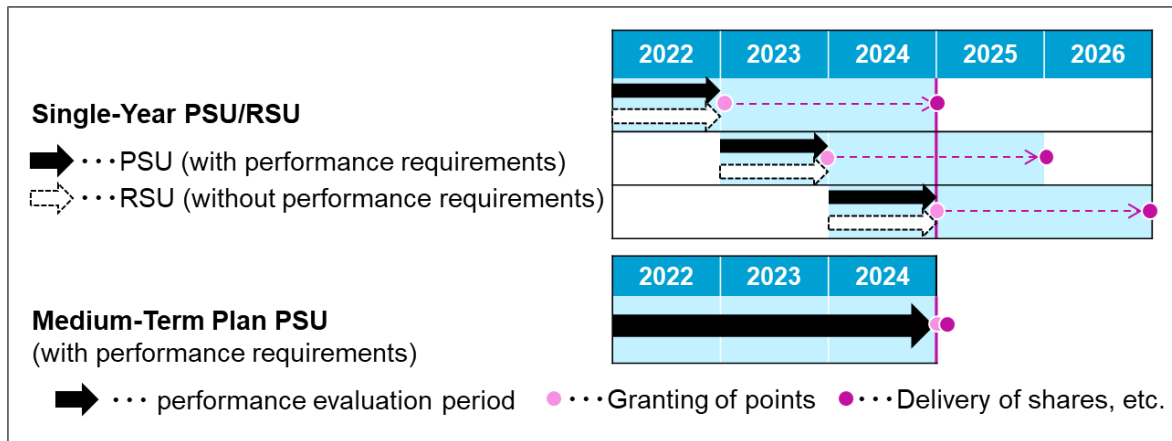 2022 2023 2024 2025 2026
Single-Year PSU/RSU
･･･PSU (with performance requirements)
･･･RSU (without performance requirements)
2022 2023 2024
Medium-Term Plan PSU
(with performance requirements)
･･･ performance evaluation period ･･･Granting of points ･･･Delivery of shares, etc.